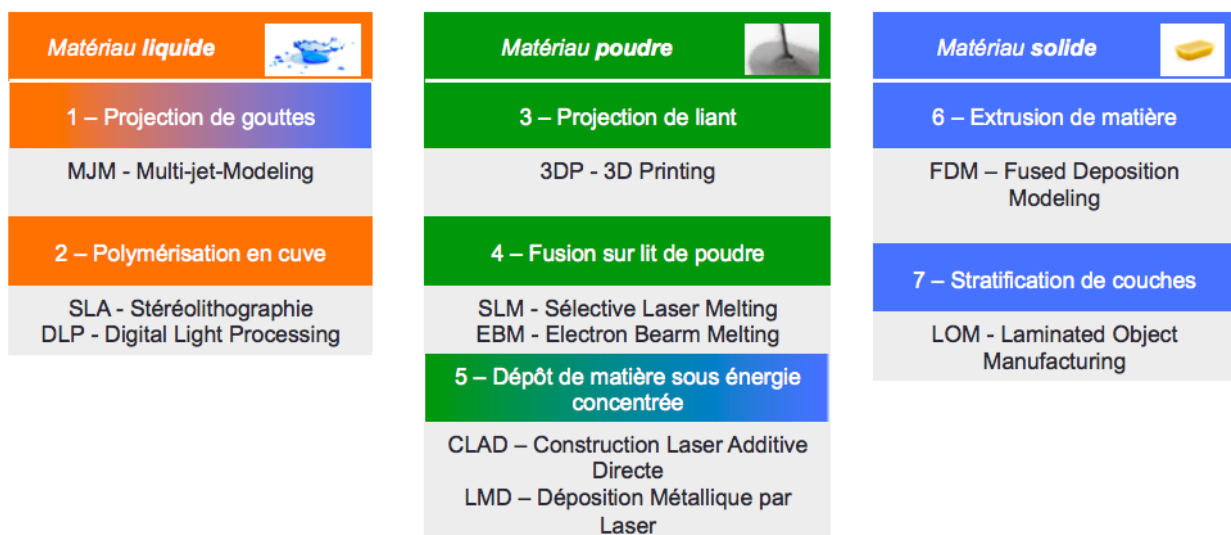 Matériau liquide
1 – Projection de gouttes
MJM - Multi-jet-Modeling
2 – Polymérisation en cuve
SLA - Stéréolithographie
DLP - Digital Light Processing
Matériau poudre
3 – Projection de liant
3DP - 3D Printing
4 – Fusion sur lit de poudre
SLM - Sélective Laser Melting
EBM - Electron Bearm Melting
5 – Dépôt de matière sous énergie
concentrée
CLAD – Construction Laser Additive
Directe
LMD – Déposition Métallique par
Laser
Matériau solide
6 – Extrusion de matière
FDM – Fused Deposition
Modeling
7 – Stratification de couches
LOM - Laminated Object
Manufacturing